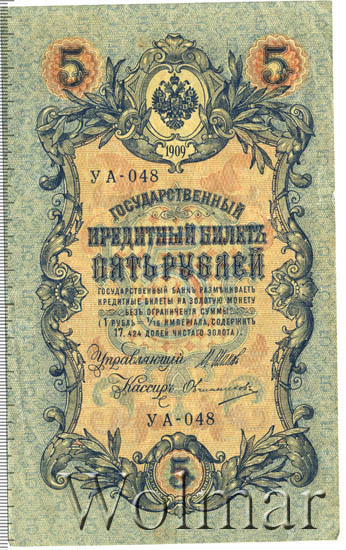 5 5
1909
УА-048
ГОСУДАРСТВЕННЫЙ
КРЕДИТНЫЙ БИЛЕТЪ
ПЯТЬ РУБЛЕЙ
ГОСУДАРСТВЕННЫЙ БАНКЪ РАЗМѢНИВАЕТЪ
КРЕДИТНЫЕ БИЛЕТЫ НА ЗОЛОТУЮ МОНЕТУ
БЕЗЪ ОГРАНИЧЕНІЯ СУММЫ
(1 РУБЛЬ = 1/15 ИМПЕРІАЛА, СОДЕРЖИТЪ
17,424 ДОЛЕЙ ЧИСТАГО ЗОЛОТА).
Управляющій
Кассиръ
УА-048
5
Wolmar